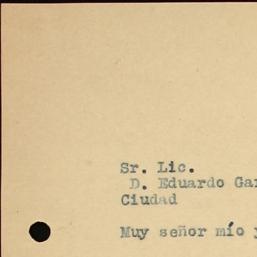 Sr. Lic.
D. Eduardo
Ciudad
Muy señor mío